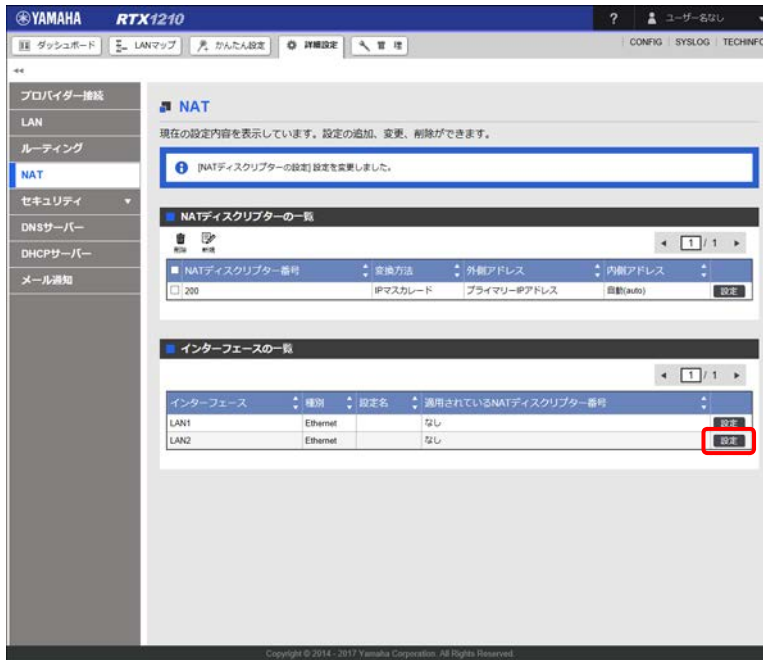 YAMAHA RTX1210 ? ユーザー名なし
ダッシュボード LANマップ かんたん設定 詳細設定 管理 CONFIG SYSLOG TECHINFO
プロバイダー接続
LAN
ルーティング
NAT
セキュリティ
DNSサーバー
DHCPサーバー
メール通知
NAT
現在の設定内容を表示しています。設定の追加、変更、削除ができます。
[NATディスクリプターの設定] 設定を変更しました。
NATディスクリプターの一覧
削除 新規 1 / 1
NATディスクリプター番号 変換方法 外側アドレス 内側アドレス
200 IPマスカレード プライマリーIPアドレス 自動(auto) 設定
インターフェースの一覧
1 / 1
インターフェース 種別 設定名 適用されているNATディスクリプター番号
LAN1 Ethernet なし 設定
LAN2 Ethernet なし 設定
Copyright © 2014 - 2017 Yamaha Corporation. All Rights Reserved.